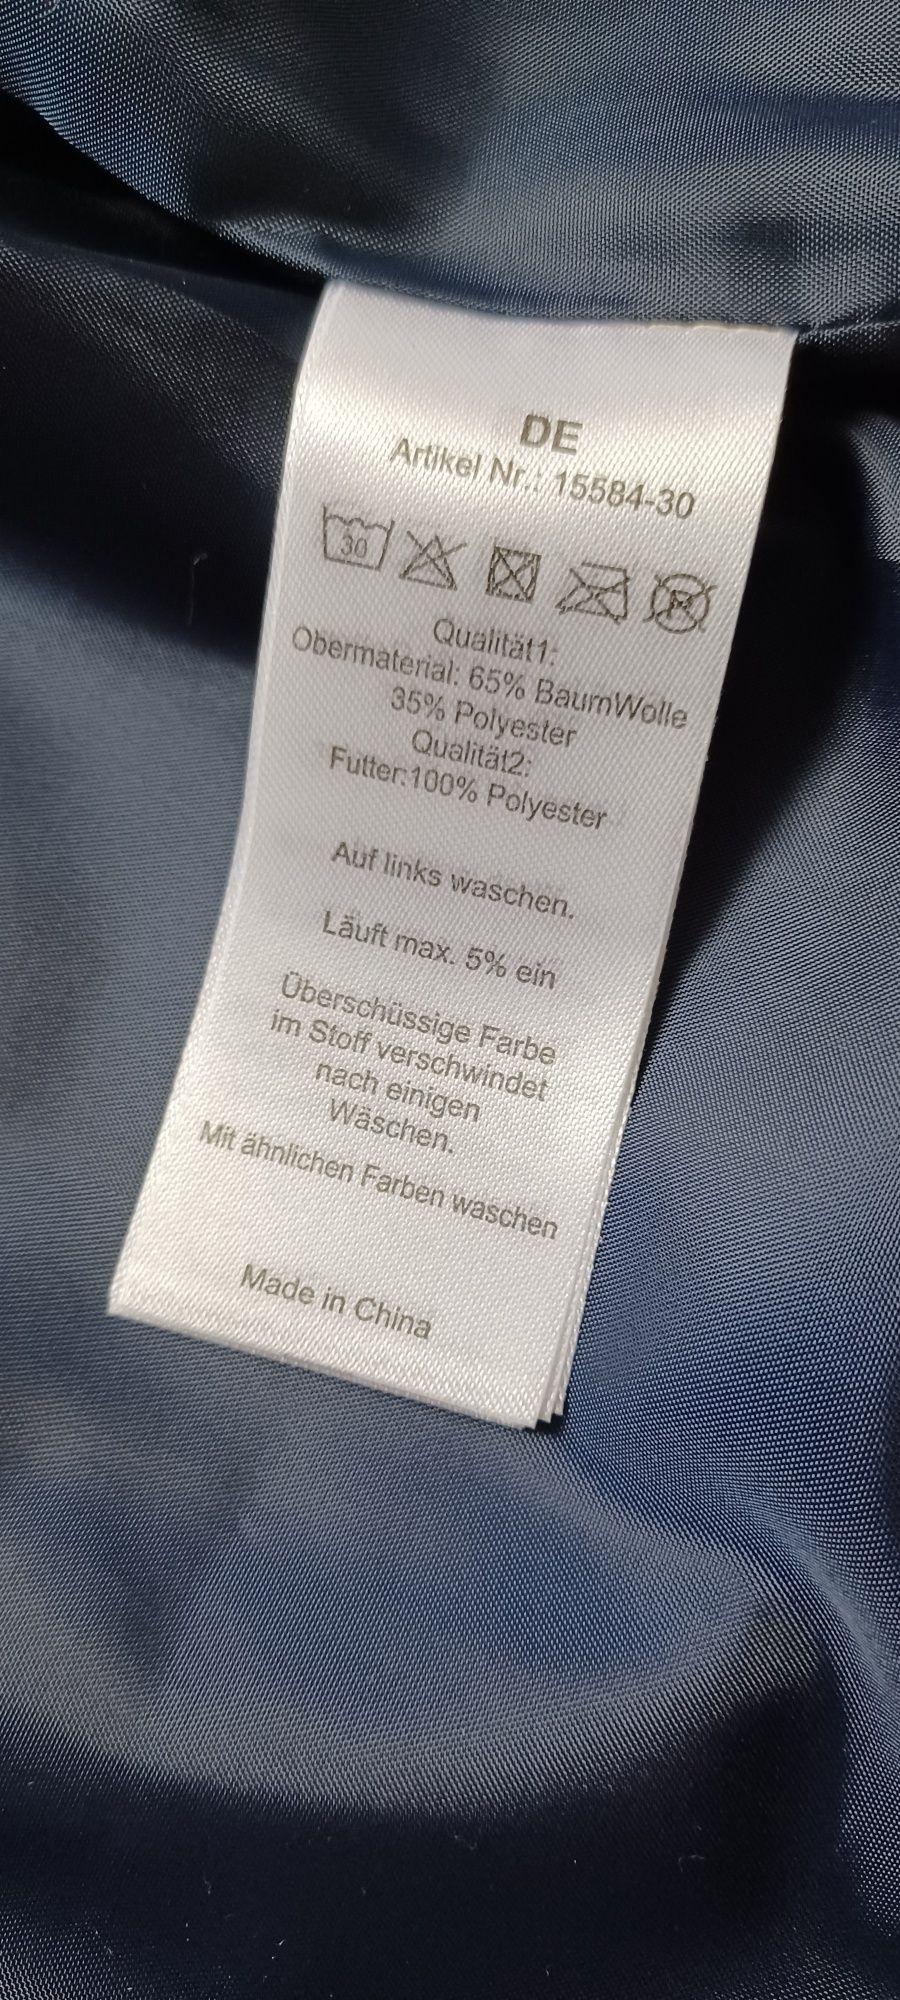 DE
Artikel Nr.: 15584-30
30
Qualität1:
Obermaterial: 65% BaumWolle
35% Polyester
Qualität2:
Futter:100% Polyester
Auf links waschen.
Läuft max. 5% ein
Überschüssige Farbe
im Stoff verschwindet
nach einigen
Wäschen.
Mit ähnlichen Farben waschen
Made in China